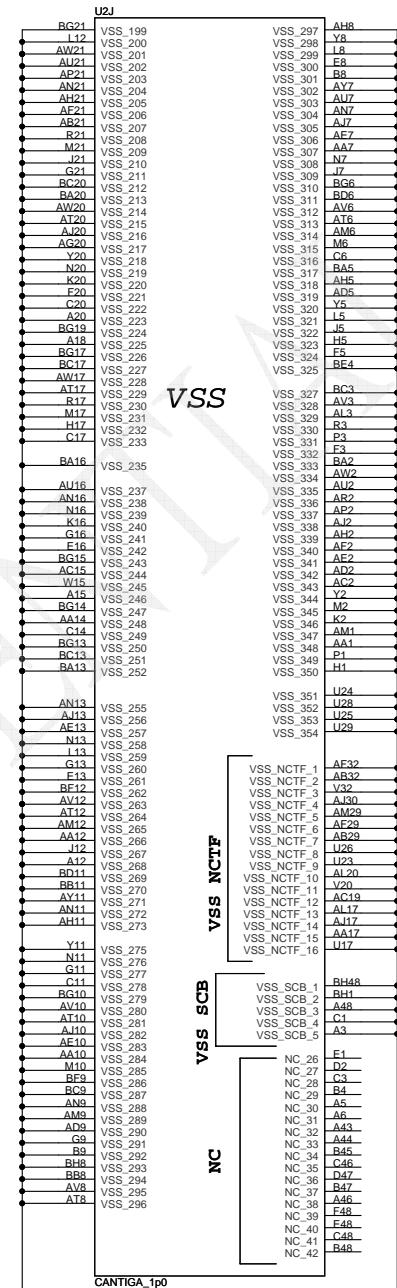 U2J
BG21 VSS_199
L12 VSS_200
AW21 VSS_201
AU21 VSS_202
AP21 VSS_203
AN21 VSS_204
AH21 VSS_205
AF21 VSS_206
AB21 VSS_207
R21 VSS_208
M21 VSS_209
J21 VSS_210
G21 VSS_211
BC20 VSS_212
BA20 VSS_213
AW20 VSS_214
AT20 VSS_215
AJ20 VSS_216
AG20 VSS_217
Y20 VSS_218
N20 VSS_219
K20 VSS_220
F20 VSS_221
C20 VSS_222
A20 VSS_223
BG19 VSS_224
A18 VSS_225
BG17 VSS_226
BC17 VSS_227
AW17 VSS_228
AT17 VSS_229
R17 VSS_230
M17 VSS_231
H17 VSS_232
C17 VSS_233
BA16 VSS_235
AU16 VSS_237
AN16 VSS_238
N16 VSS_239
K16 VSS_240
G16 VSS_241
E16 VSS_242
BG15 VSS_243
AC15 VSS_244
W15 VSS_245
A15 VSS_246
BG14 VSS_247
AA14 VSS_248
C14 VSS_249
BG13 VSS_250
BC13 VSS_251
BA13 VSS_252
AN13 VSS_255
AJ13 VSS_256
AE13 VSS_257
N13 VSS_258
L13 VSS_259
G13 VSS_260
E13 VSS_261
BF12 VSS_262
AV12 VSS_263
AT12 VSS_264
AM12 VSS_265
AA12 VSS_266
J12 VSS_267
A12 VSS_268
BD11 VSS_269
BB11 VSS_270
AY11 VSS_271
AN11 VSS_272
AH11 VSS_273
Y11 VSS_275
N11 VSS_276
G11 VSS_277
C11 VSS_278
BG10 VSS_279
AV10 VSS_280
AT10 VSS_281
AJ10 VSS_282
AE10 VSS_283
AA10 VSS_284
M10 VSS_285
BF9 VSS_286
BC9 VSS_287
AN9 VSS_288
AM9 VSS_289
AD9 VSS_290
G9 VSS_291
B9 VSS_292
BH8 VSS_293
BB8 VSS_294
AV8 VSS_295
AT8 VSS_296
VSS
VSS_297 AH8
VSS_298 Y8
VSS_299 L8
VSS_300 E8
VSS_301 B8
VSS_302 AY7
VSS_303 AU7
VSS_304 AN7
VSS_305 AJ7
VSS_306 AE7
VSS_307 AA7
VSS_308 N7
VSS_309 J7
VSS_310 BG6
VSS_311 BD6
VSS_312 AV6
VSS_313 AT6
VSS_314 AM6
VSS_315 M6
VSS_316 C6
VSS_317 BA5
VSS_318 AH5
VSS_319 AD5
VSS_320 Y5
VSS_321 L5
VSS_322 J5
VSS_323 H5
VSS_324 F5
VSS_325 BE4
VSS_327 BC3
VSS_328 AV3
VSS_329 AL3
VSS_330 R3
VSS_331 P3
VSS_332 F3
VSS_333 BA2
VSS_334 AW2
VSS_335 AU2
VSS_336 AR2
VSS_337 AP2
VSS_338 AJ2
VSS_339 AH2
VSS_340 AF2
VSS_341 AE2
VSS_342 AD2
VSS_343 AC2
VSS_344 Y2
VSS_345 M2
VSS_346 K2
VSS_347 AM1
VSS_348 AA1
VSS_349 P1
VSS_350 H1
VSS_351 U24
VSS_352 U28
VSS_353 U25
VSS_354 U29
VSS NCTF
VSS_NCTF_1 AF32
VSS_NCTF_2 AB32
VSS_NCTF_3 V32
VSS_NCTF_4 AJ30
VSS_NCTF_5 AM29
VSS_NCTF_6 AF29
VSS_NCTF_7 AB29
VSS_NCTF_8 U26
VSS_NCTF_9 U23
VSS_NCTF_10 AL20
VSS_NCTF_11 V20
VSS_NCTF_12 AC19
VSS_NCTF_13 AL17
VSS_NCTF_14 AJ17
VSS_NCTF_15 AA17
VSS_NCTF_16 U17
VSS SCB
VSS_SCB_1 BH48
VSS_SCB_2 BH1
VSS_SCB_3 A48
VSS_SCB_4 C1
VSS_SCB_5 A3
NC
NC_26 E1
NC_27 D2
NC_28 C3
NC_29 B4
NC_30 A5
NC_31 A6
NC_32 A43
NC_33 A44
NC_34 B45
NC_35 C46
NC_36 D47
NC_37 B47
NC_38 A46
NC_39 F48
NC_40 E48
NC_41 C48
NC_42 B48
CANTIGA_1p0